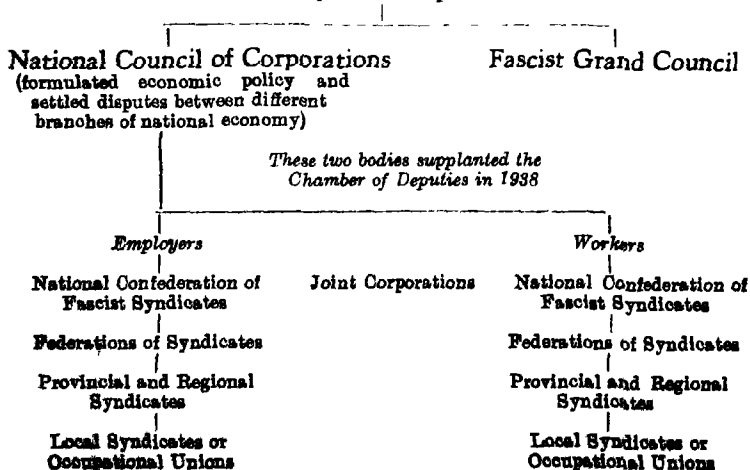 National Council of Corporations
(formulated economic policy and
settled disputes between different
branches of national economy)
Fascist Grand Council
These two bodies supplanted the
Chamber of Deputies in 1938
Employers
National Confederation of
Fascist Syndicates
Federations of Syndicates
Provincial and Regional
Syndicates
Local Syndicates or
Occupational Unions
Joint Corporations
Workers
National Confederation of
Fascist Syndicates
Federations of Syndicates
Provincial and Regional
Syndicates
Local Syndicates or
Occupational Unions